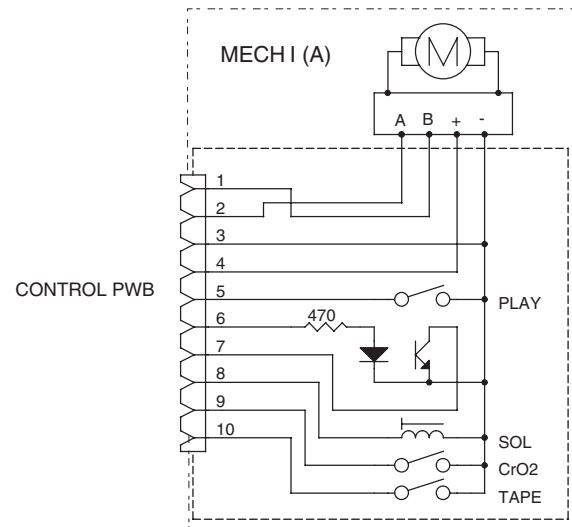 MECH I (A)
M
A B + -
1
2
3
4
CONTROL PWB
5
PLAY
6
470
7
8
SOL
9
CrO2
10
TAPE